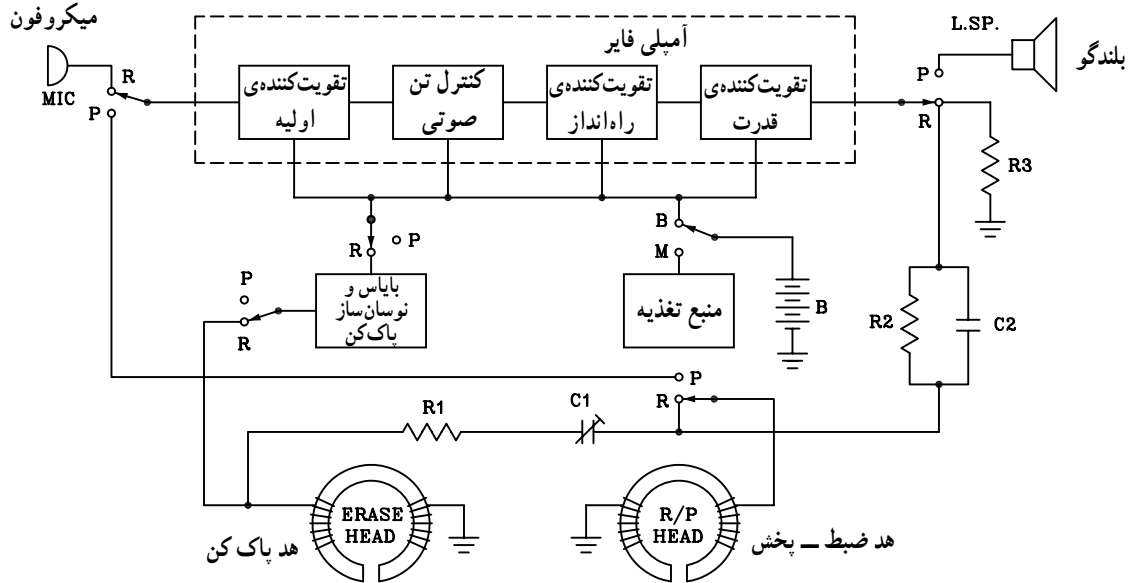 میکروفون
MIC
R
P
آمپلی فایر
تقویت‌کننده‌ی
اولیه
کنترل تن
صوتی
تقویت‌کننده‌ی
راه‌انداز
تقویت‌کننده‌ی
قدرت
L.SP.
بلندگو
P
R
R3
R
P
بایاس و
نوسان‌ساز
پاک‌کن
P
R
B
M
منبع تغذیه
B
R2
C2
P
R
R1
C1
ERASE
HEAD
هد پاک کن
R/P
HEAD
هد ضبط ــ پخش